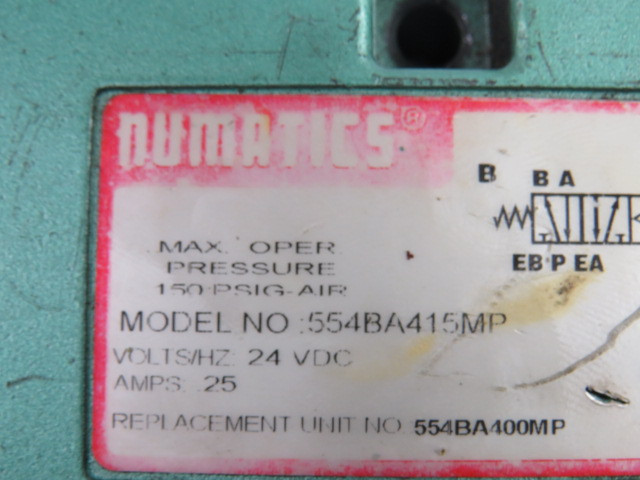 NUMATICS®
B B A
EB P EA
MAX. OPER.
PRESSURE
150 PSIG-AIR
MODEL NO : 554BA415MP
VOLTS/HZ: 24 VDC
AMPS: .25
REPLACEMENT UNIT NO. 554BA400MP